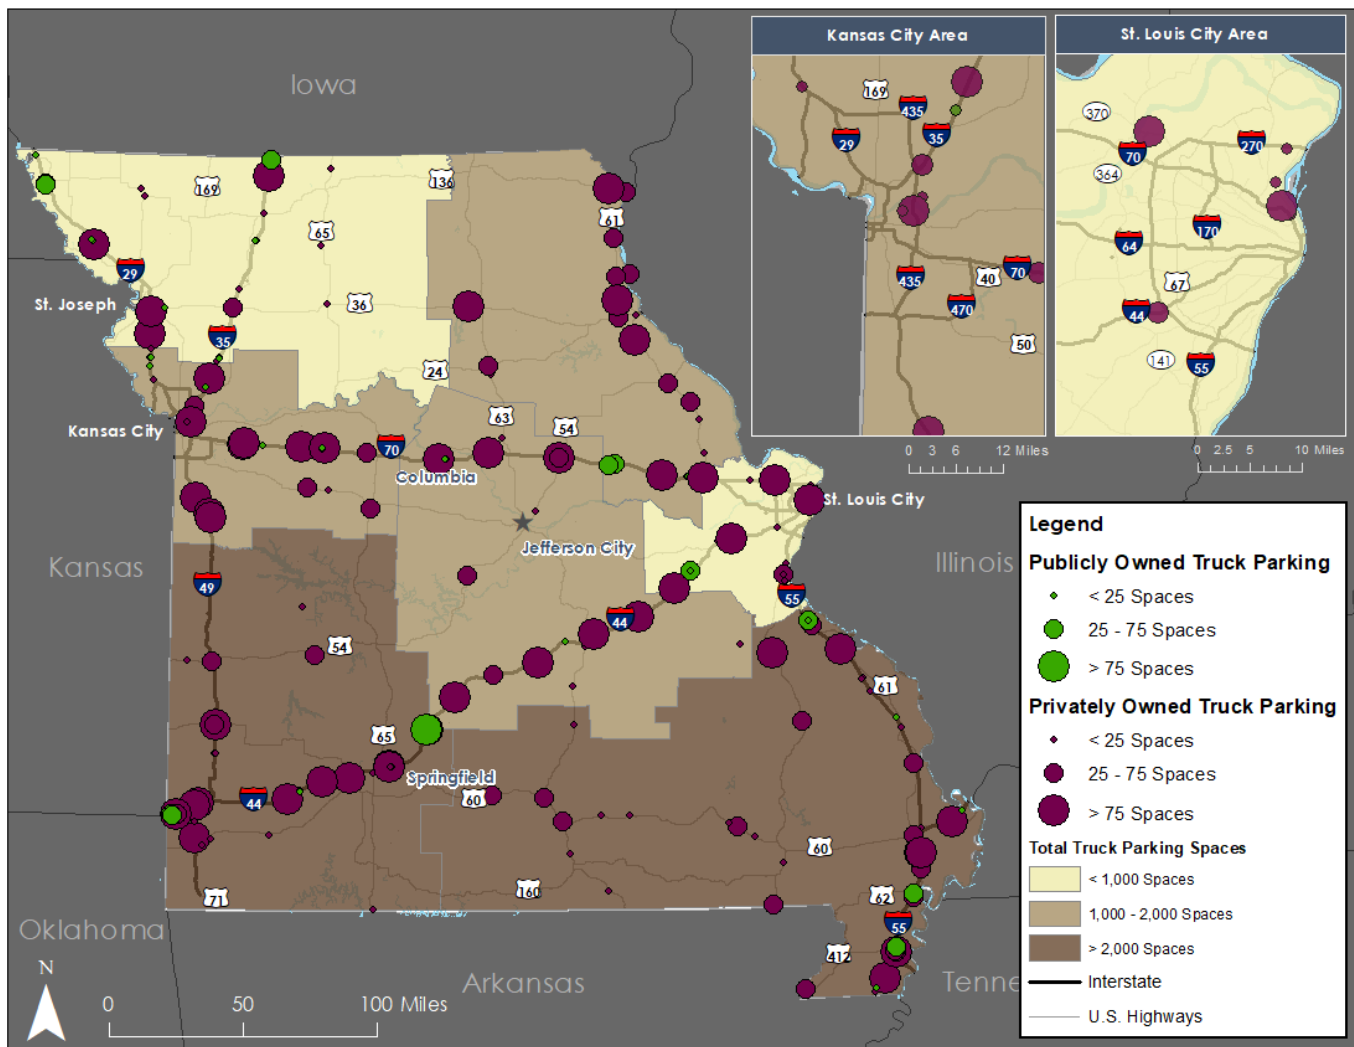 Kansas City Area
St. Louis City Area
Iowa
169
435
35
29
435
70
40
470
50
0 3 6 12 Miles
370
70
270
364
170
64
67
44
141
55
0 2.5 5 10 Miles
136
169
61
65
29
St. Joseph
36
35
24
63
54
Kansas City
70
Columbia
St. Louis City
Jefferson City
Kansas
Illinois
49
55
44
54
61
65
Springfield
44
60
60
71
160
62
55
412
Oklahoma
Arkansas
Tenne
N
0 50 100 Miles
Legend
Publicly Owned Truck Parking
< 25 Spaces
25 - 75 Spaces
> 75 Spaces
Privately Owned Truck Parking
< 25 Spaces
25 - 75 Spaces
> 75 Spaces
Total Truck Parking Spaces
< 1,000 Spaces
1,000 - 2,000 Spaces
> 2,000 Spaces
Interstate
U.S. Highways